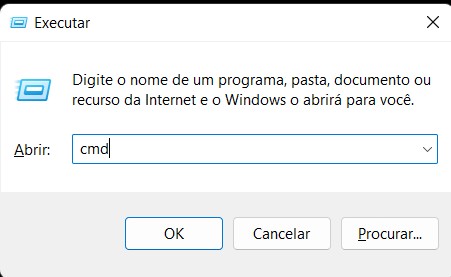 Executar
Digite o nome de um programa, pasta, documento ou
recurso da Internet e o Windows o abrirá para você.
Abrir: cmd
OK Cancelar Procurar...